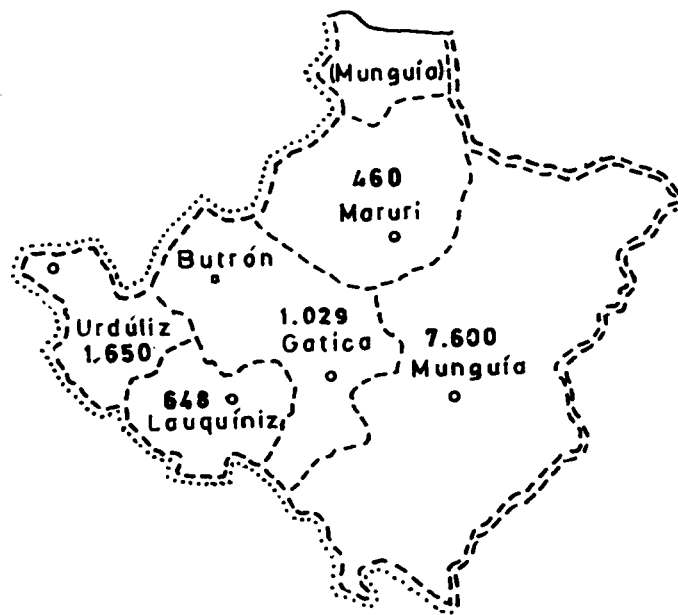 (Munguía)
460
Maruri
Butrón
1.029
Gatica
7.600
Munguía
Urdúliz
1.650
648
Lauquíniz